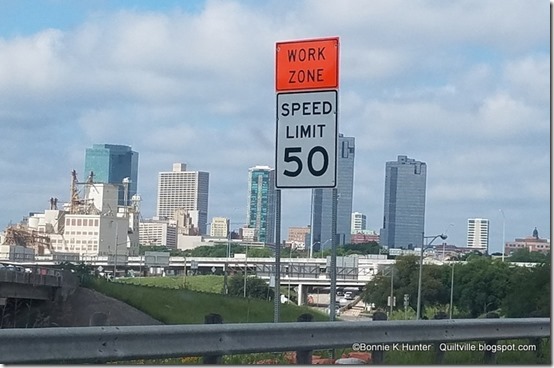 WORK
ZONE
SPEED
LIMIT
50
©Bonnie K Hunter Quiltville.blogspot.com